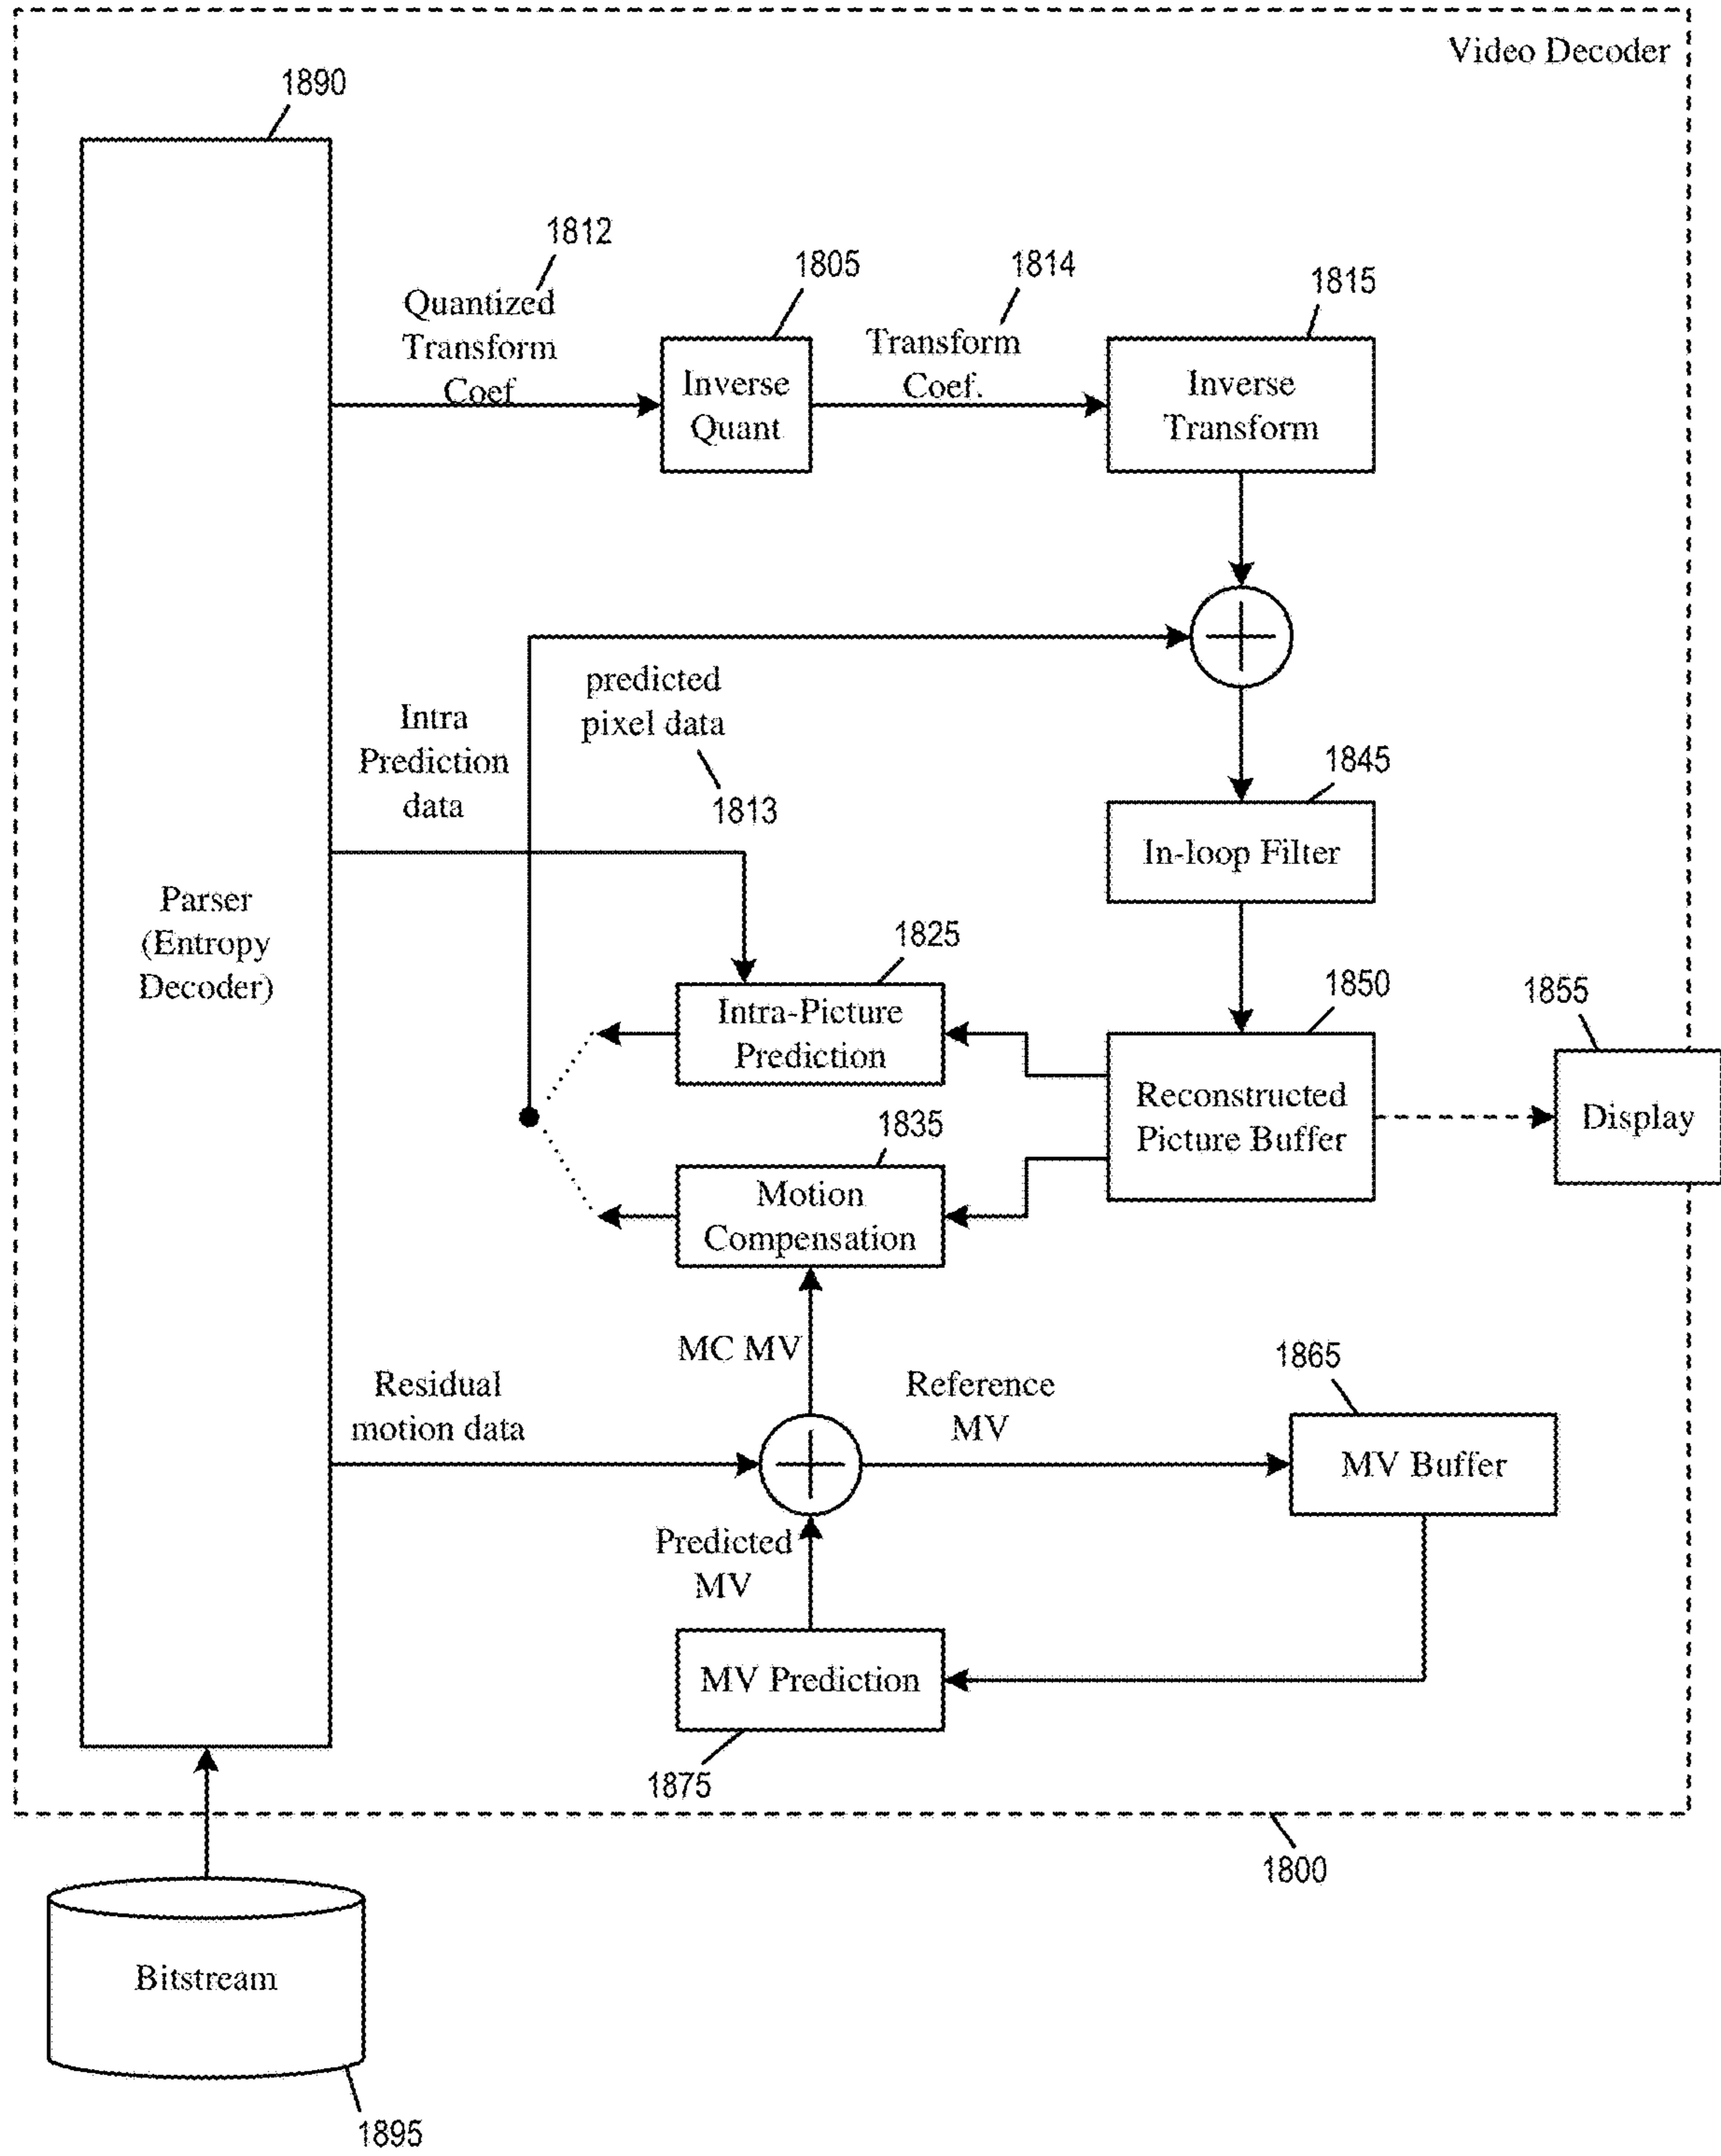 Video Decoder
1890
1812
Quantized
Transform
Coef
1805
Inverse
Quant
1814
Transform
Coef.
1815
Inverse
Transform
predicted
pixel data
1813
Intra
Prediction
data
1845
In-loop Filter
Parser
(Entropy
Decoder)
1825
Intra-Picture
Prediction
1850
Reconstructed
Picture Buffer
1855
Display
1835
Motion
Compensation
MC MV
Residual
motion data
Reference
MV
1865
MV Buffer
Predicted
MV
MV Prediction
1875
1800
Bitstream
1895